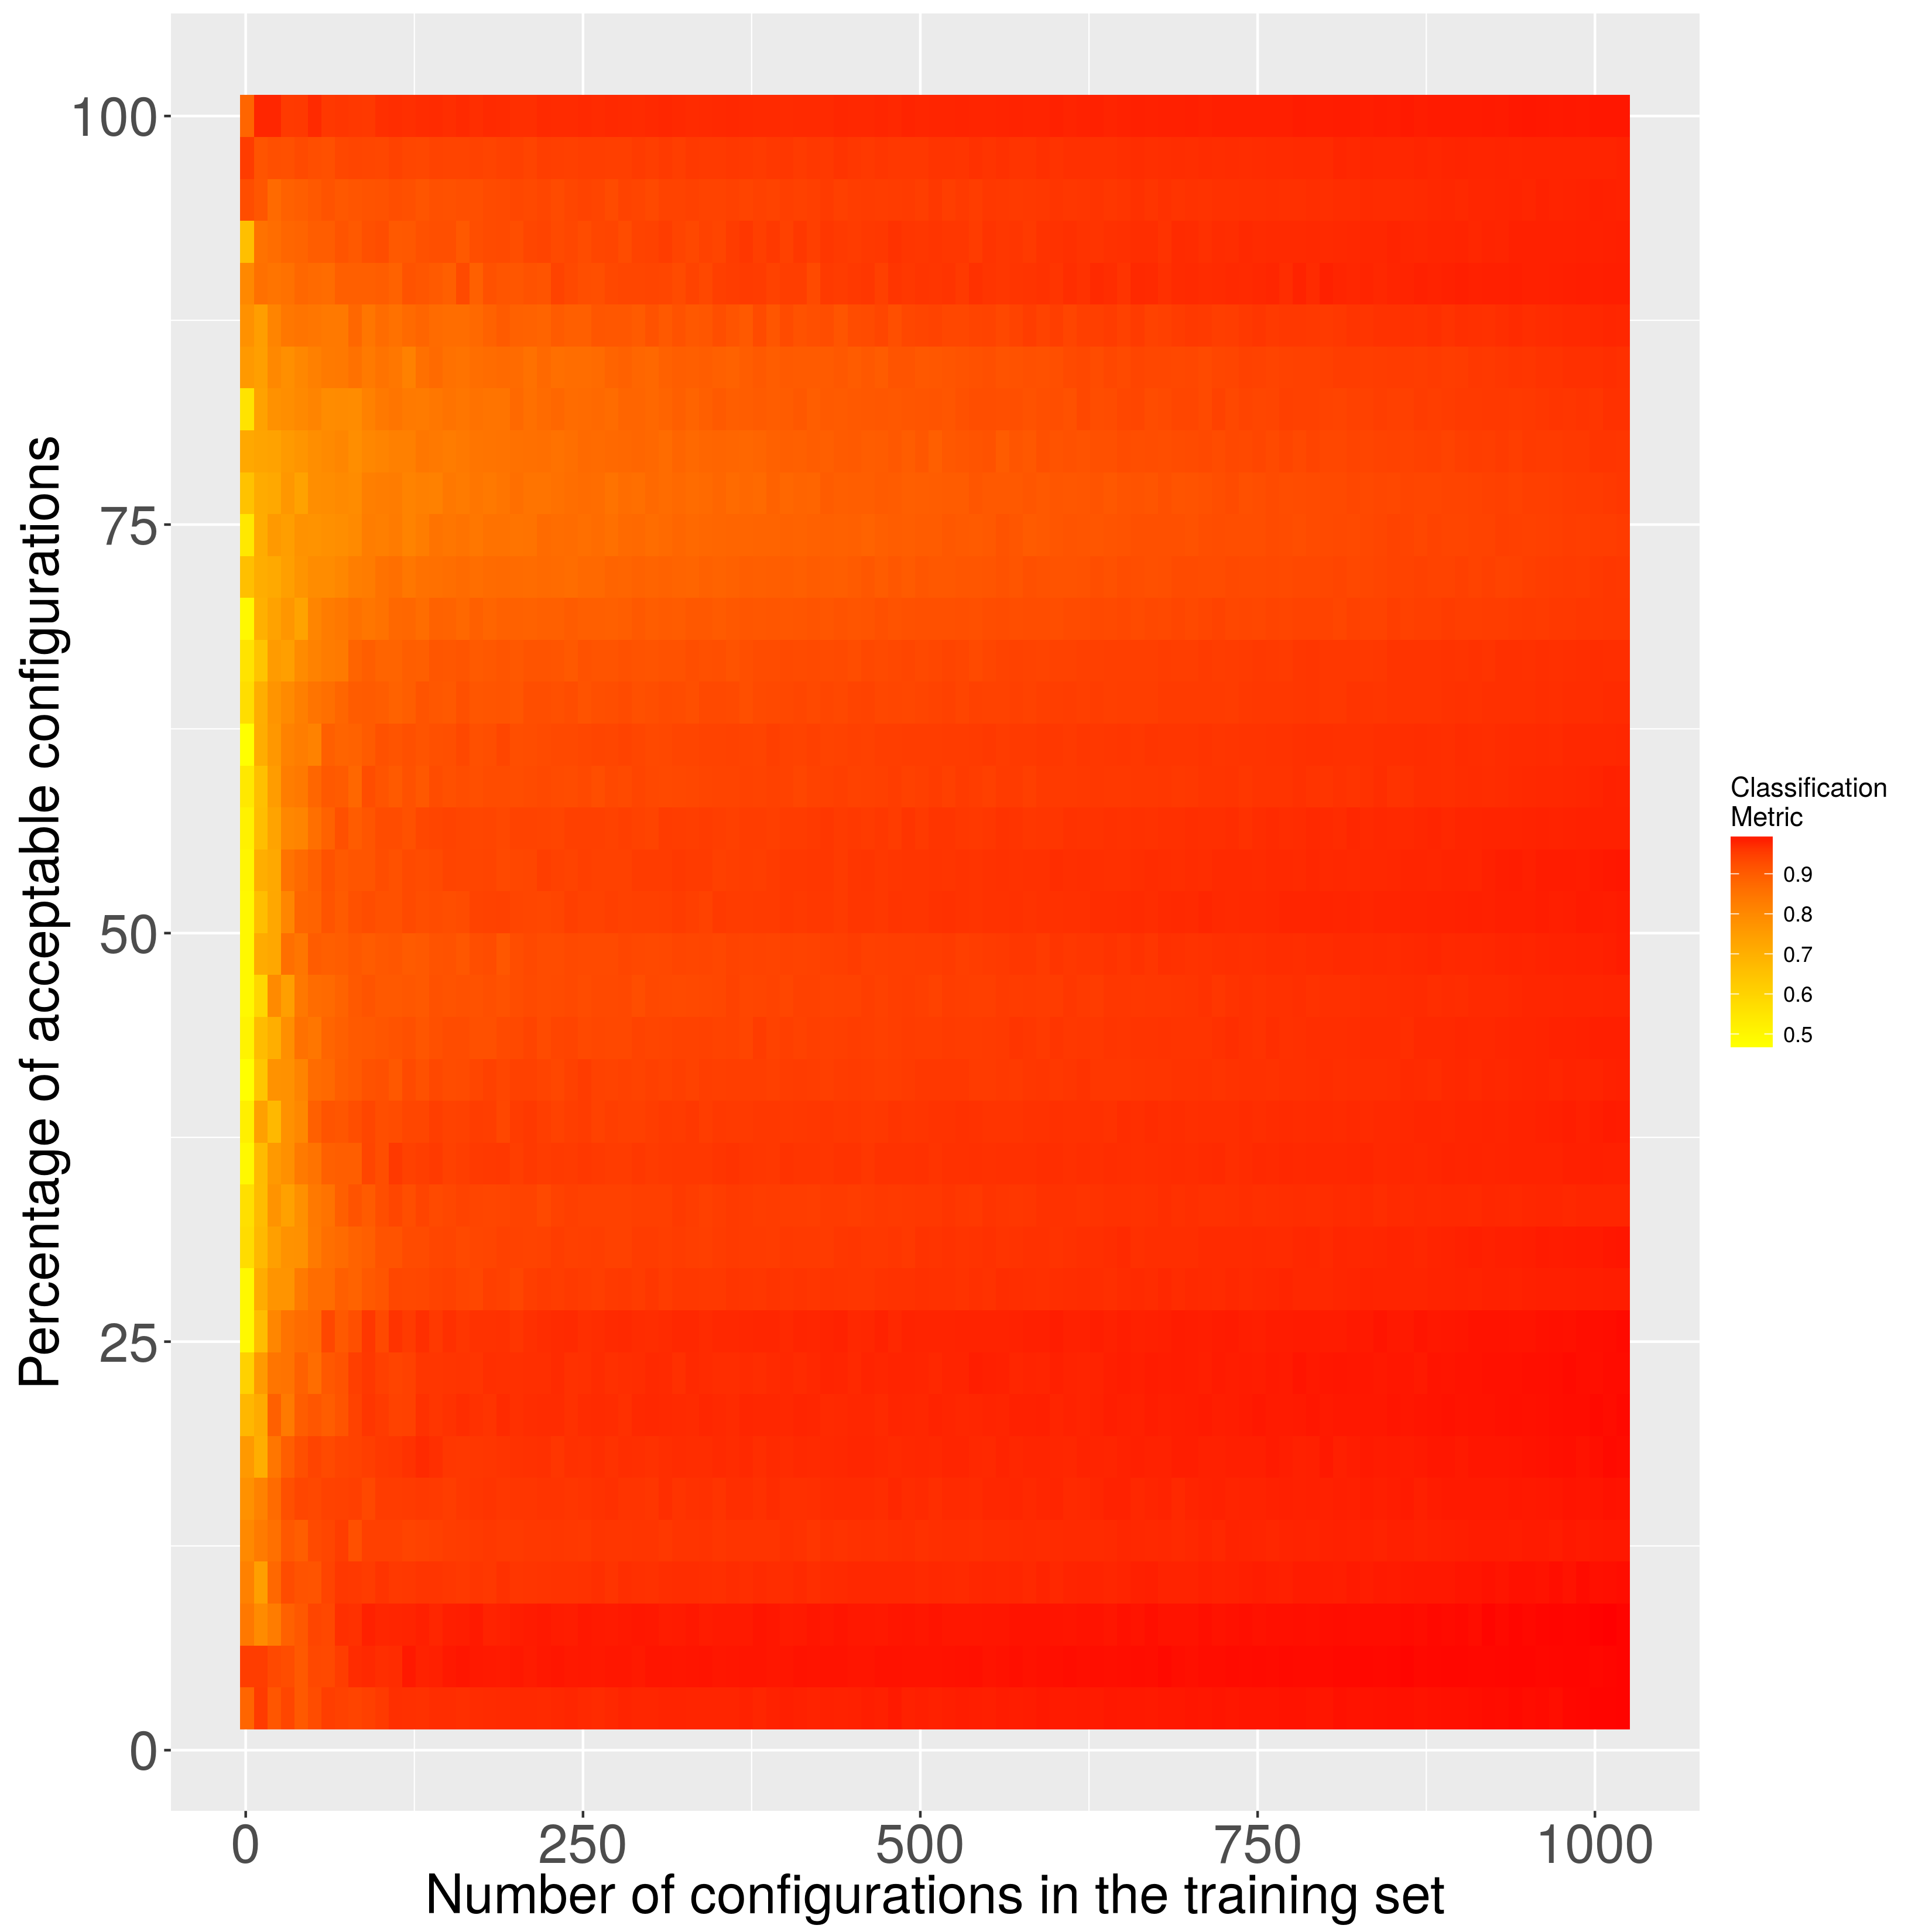 Percentage of acceptable configurations
100
75
50
25
0
0 250 500 750 1000
Number of configurations in the training set
Classification
Metric
0.9
0.8
0.7
0.6
0.5